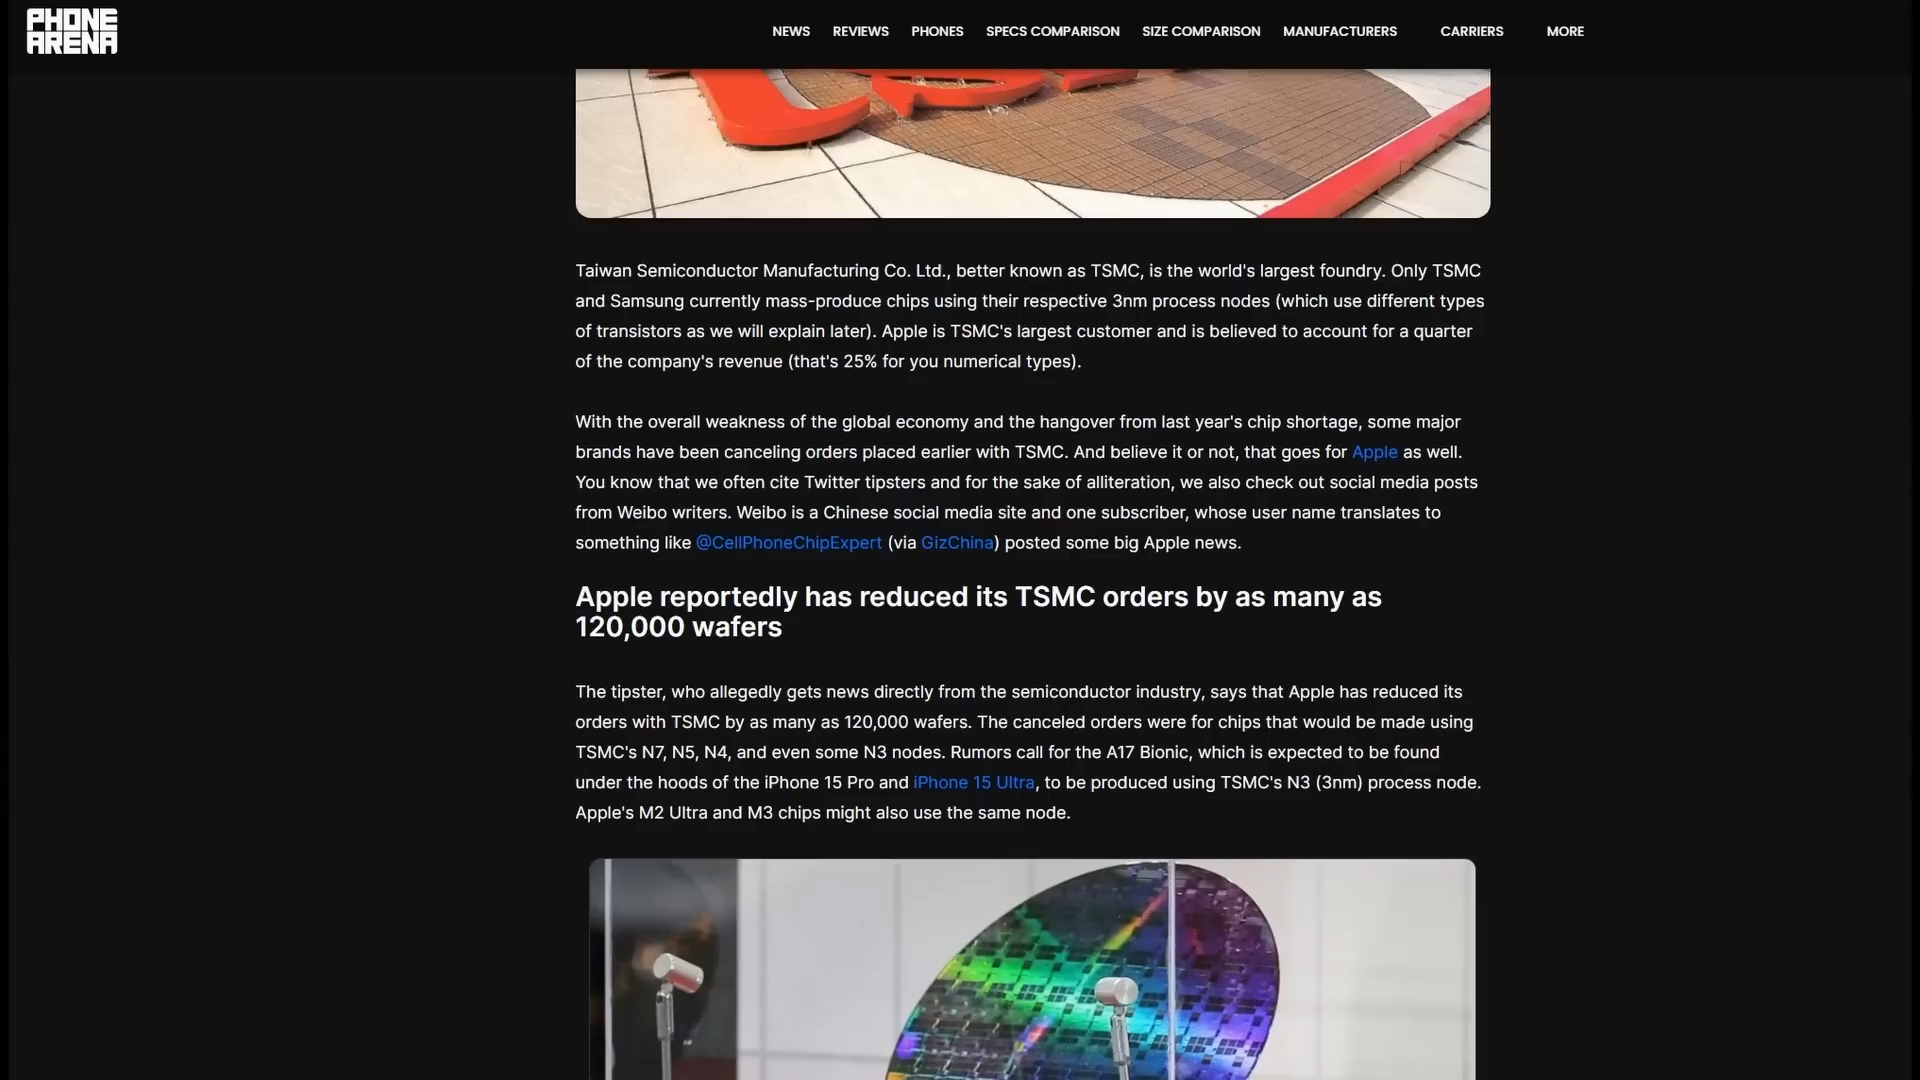 PHONE
ARENA
NEWS REVIEWS PHONES SPECS COMPARISON SIZE COMPARISON MANUFACTURERS CARRIERS MORE
Taiwan Semiconductor Manufacturing Co. Ltd., better known as TSMC, is the world's largest foundry. Only TSMC
and Samsung currently mass-produce chips using their respective 3nm process nodes (which use different types
of transistors as we will explain later). Apple is TSMC's largest customer and is believed to account for a quarter
of the company's revenue (that's 25% for you numerical types).
With the overall weakness of the global economy and the hangover from last year's chip shortage, some major
brands have been canceling orders placed earlier with TSMC. And believe it or not, that goes for Apple as well.
You know that we often cite Twitter tipsters and for the sake of alliteration, we also check out social media posts
from Weibo writers. Weibo is a Chinese social media site and one subscriber, whose user name translates to
something like @CellPhoneChipExpert (via GizChina) posted some big Apple news.
Apple reportedly has reduced its TSMC orders by as many as
120,000 wafers
The tipster, who allegedly gets news directly from the semiconductor industry, says that Apple has reduced its
orders with TSMC by as many as 120,000 wafers. The canceled orders were for chips that would be made using
TSMC's N7, N5, N4, and even some N3 nodes. Rumors call for the A17 Bionic, which is expected to be found
under the hoods of the iPhone 15 Pro and iPhone 15 Ultra, to be produced using TSMC's N3 (3nm) process node.
Apple's M2 Ultra and M3 chips might also use the same node.